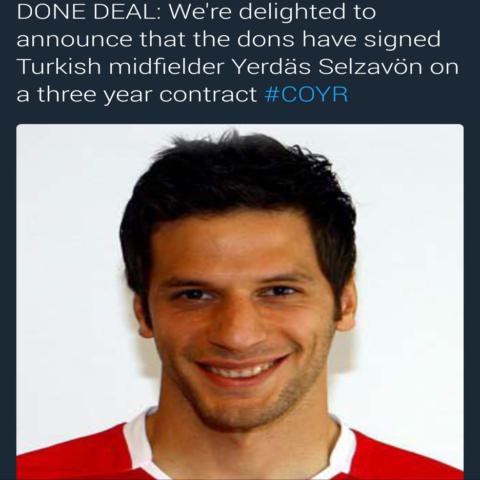 DONE DEAL: We're delighted to
announce that the dons have signed
Turkish midfielder Yerdäs Selzavön on
a three year contract #COYR